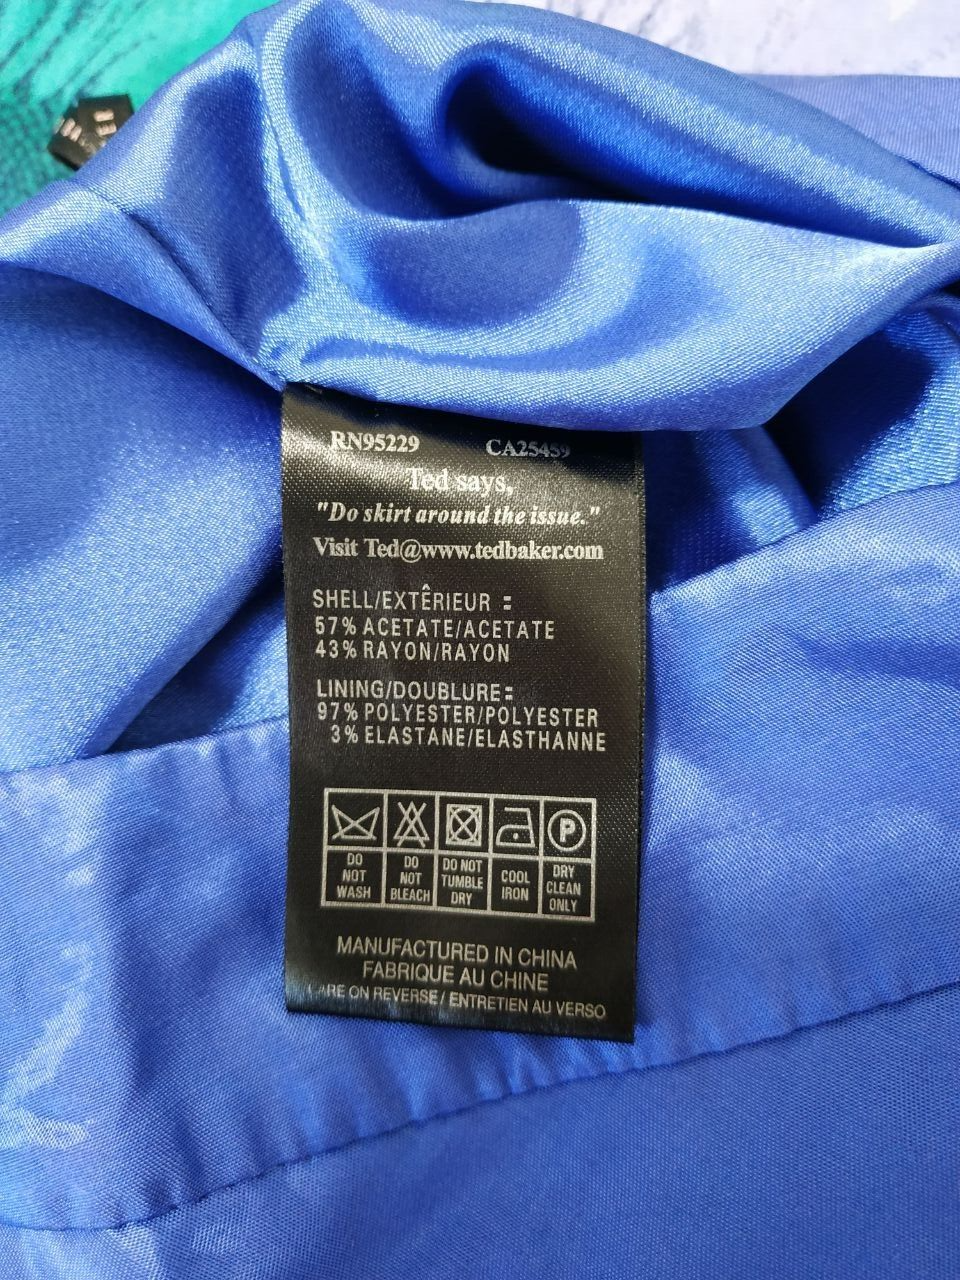 RN95229 CA25459
Ted says,
"Do skirt around the issue."
Visit Ted@www.tedbaker.com
SHELL/EXTÊRIEUR :
57% ACETATE/ACETATE
43% RAYON/RAYON
LINING/DOUBLURE:
97% POLYESTER/POLYESTER
3% ELASTANE/ELASTHANNE
DO NOT WASH
DO NOT BLEACH
DO NOT TUMBLE DRY
COOL IRON
P
DRY CLEAN ONLY
MANUFACTURED IN CHINA
FABRIQUE AU CHINE
CARE ON REVERSE/ ENTRETIEN AU VERSO